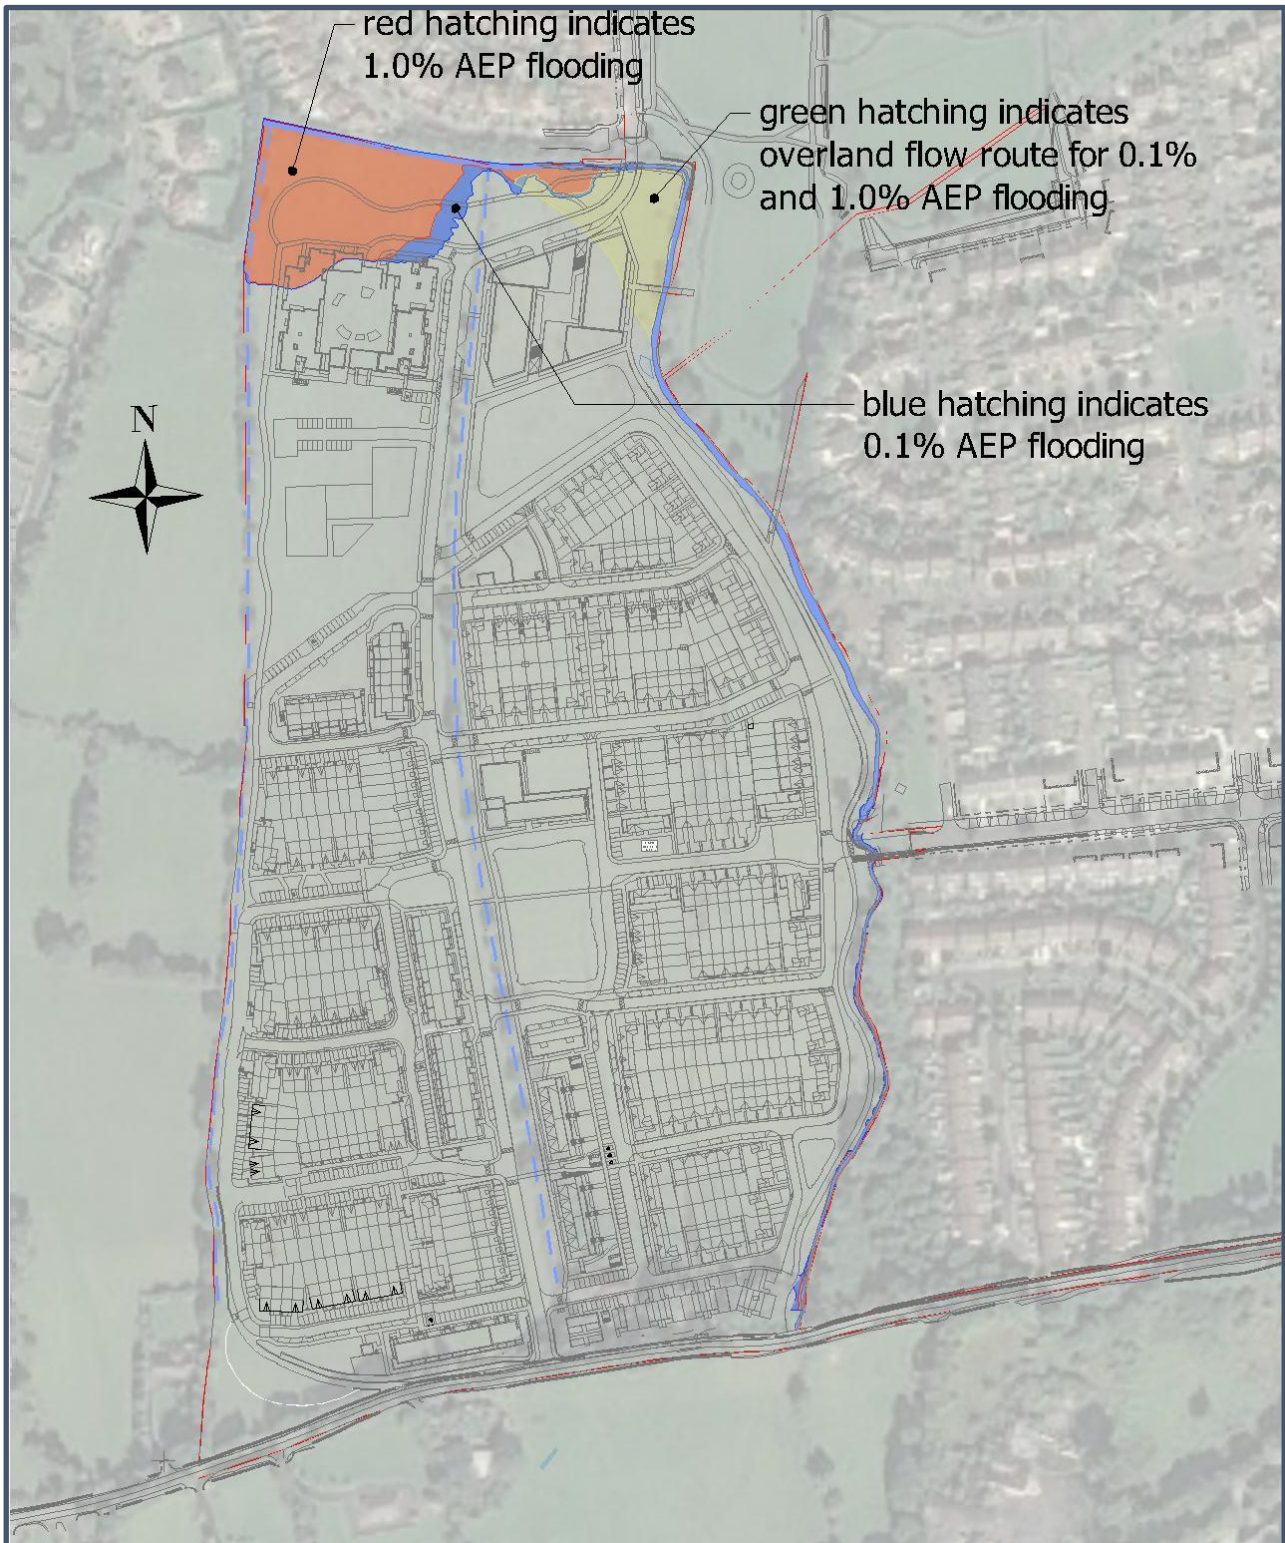 red hatching indicates
1.0% AEP flooding
green hatching indicates
overland flow route for 0.1%
and 1.0% AEP flooding
blue hatching indicates
0.1% AEP flooding
N